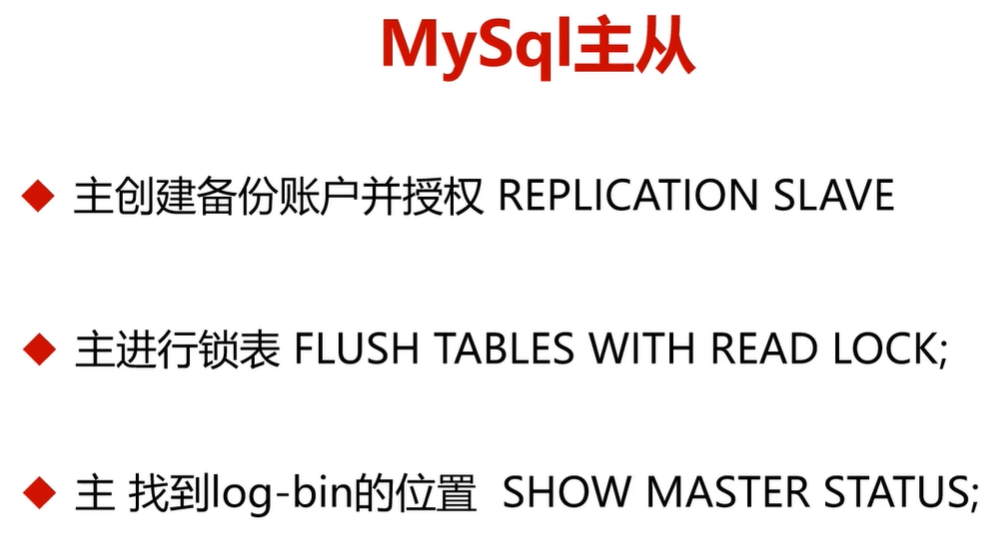 MySql主从
主创建备份账户并授权 REPLICATION SLAVE
主进行锁表 FLUSH TABLES WITH READ LOCK;
主 找到log-bin的位置 SHOW MASTER STATUS;